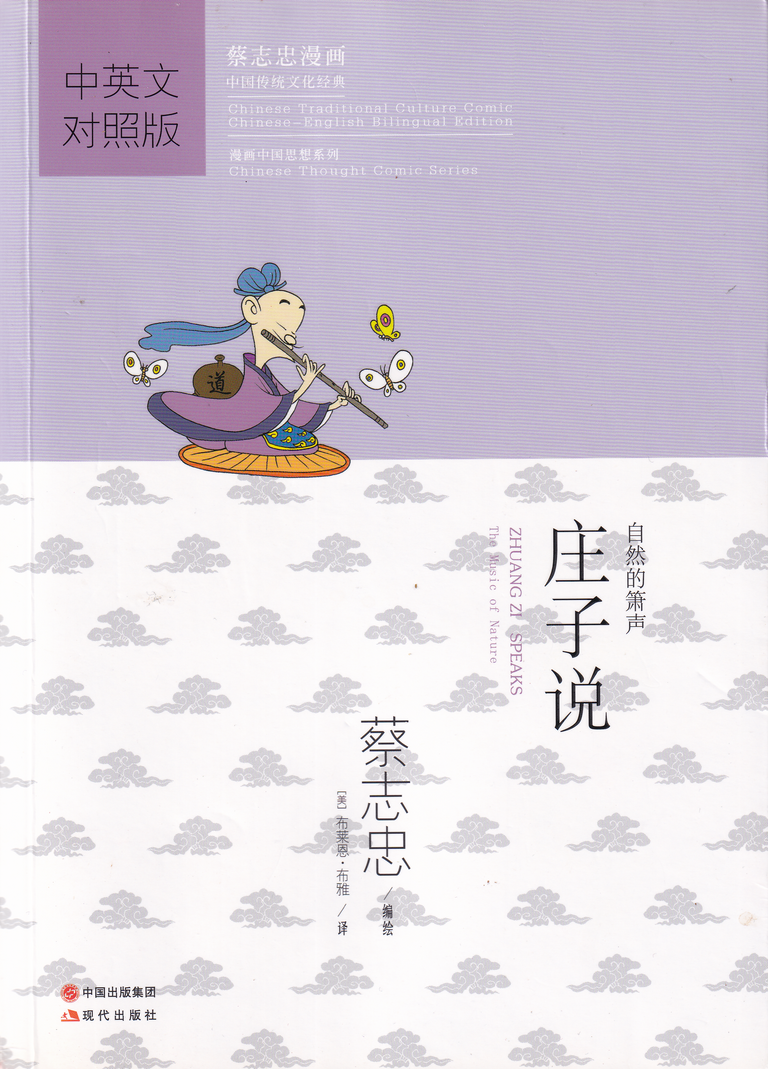 中英文
对照版
蔡志忠漫画
中国传统文化经典
Chinese Traditional Culture Comic
Chinese-English Bilingual Edition
漫画中国思想系列
Chinese Thought Comic Series
道
自然的箫声
庄子说
ZHUANG ZI SPEAKS
The Music of Nature
蔡志忠/编绘
[美]布莱恩·布雅/译
中国出版集团
现代出版社